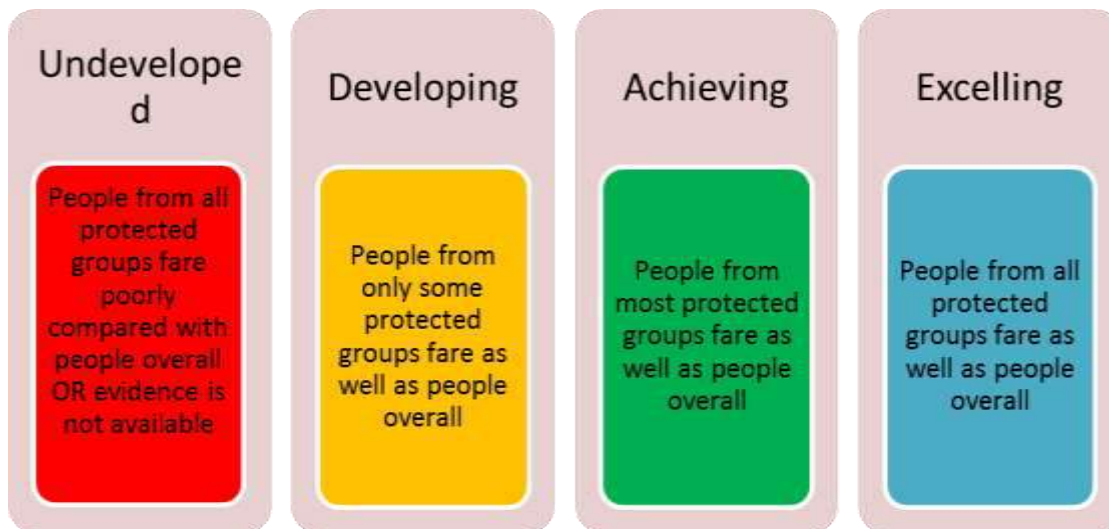 Undevelope
d
People from all
protected
groups fare
poorly
compared with
people overall
OR evidence is
not available
Developing
People from
only some
protected
groups fare as
well as people
overall
Achieving
People from
most protected
groups fare as
well as people
overall
Excelling
People from all
protected
groups fare as
well as people
overall